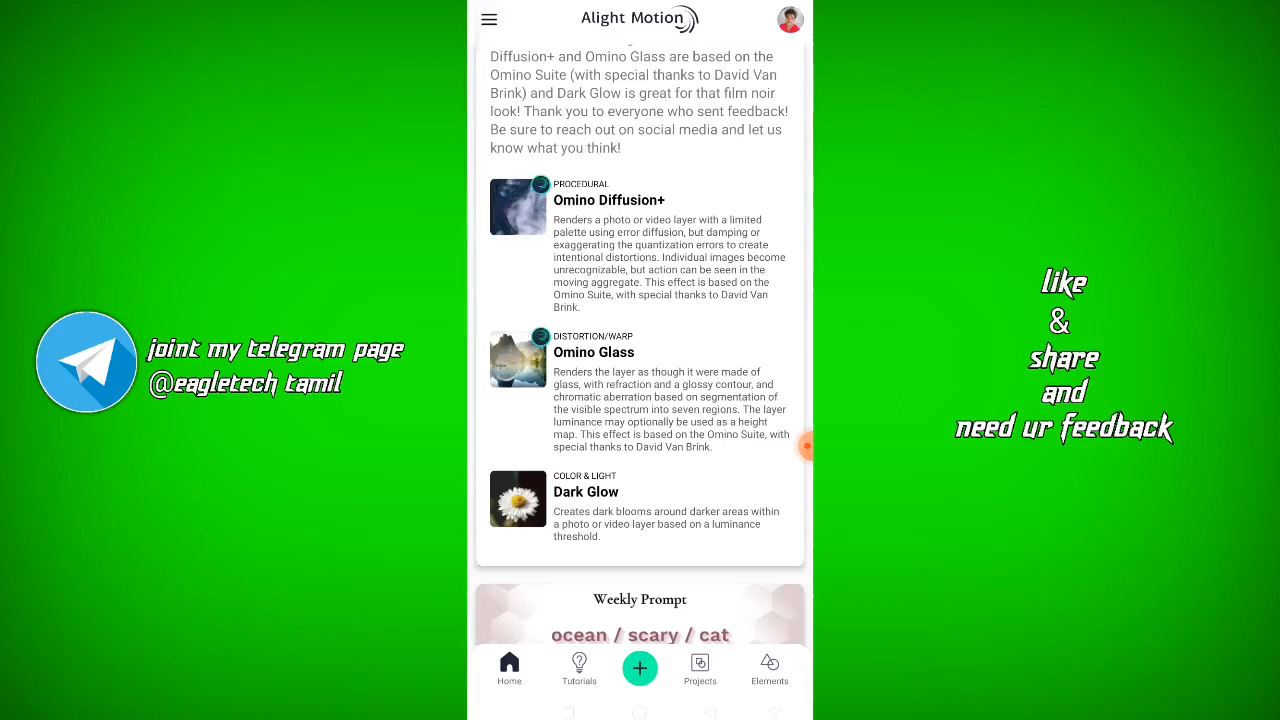 Alight Motion
Diffusion+ and Omino Glass are based on the
Omino Suite (with special thanks to David Van
Brink) and Dark Glow is great for that film noir
look! Thank you to everyone who sent feedback!
Be sure to reach out on social media and let us
know what you think!
PROCEDURAL
Omino Diffusion+
Renders a photo or video layer with a limited
palette using error diffusion, but damping or
exaggerating the quantization errors to create
intentional distortions. Individual images become
unrecognizable, but action can be seen in the
moving aggregate. This effect is based on the
Omino Suite, with special thanks to David Van
Brink.
DISTORTION/WARP
Omino Glass
Renders the layer as though it were made of
glass, with refraction and a glossy contour, and
chromatic aberration based on segmentation of
the visible spectrum into seven regions. The layer
luminance may optionally be used as a height
map. This effect is based on the Omino Suite, with
special thanks to David Van Brink.
COLOR & LIGHT
Dark Glow
Creates dark blooms around darker areas within
a photo or video layer based on a luminance
threshold.
Weekly Prompt
ocean / scary / cat
Home
Tutorials
Projects
Elements
joint my telegram page
@eagletech tamil
like
&
share
and
need ur feedback